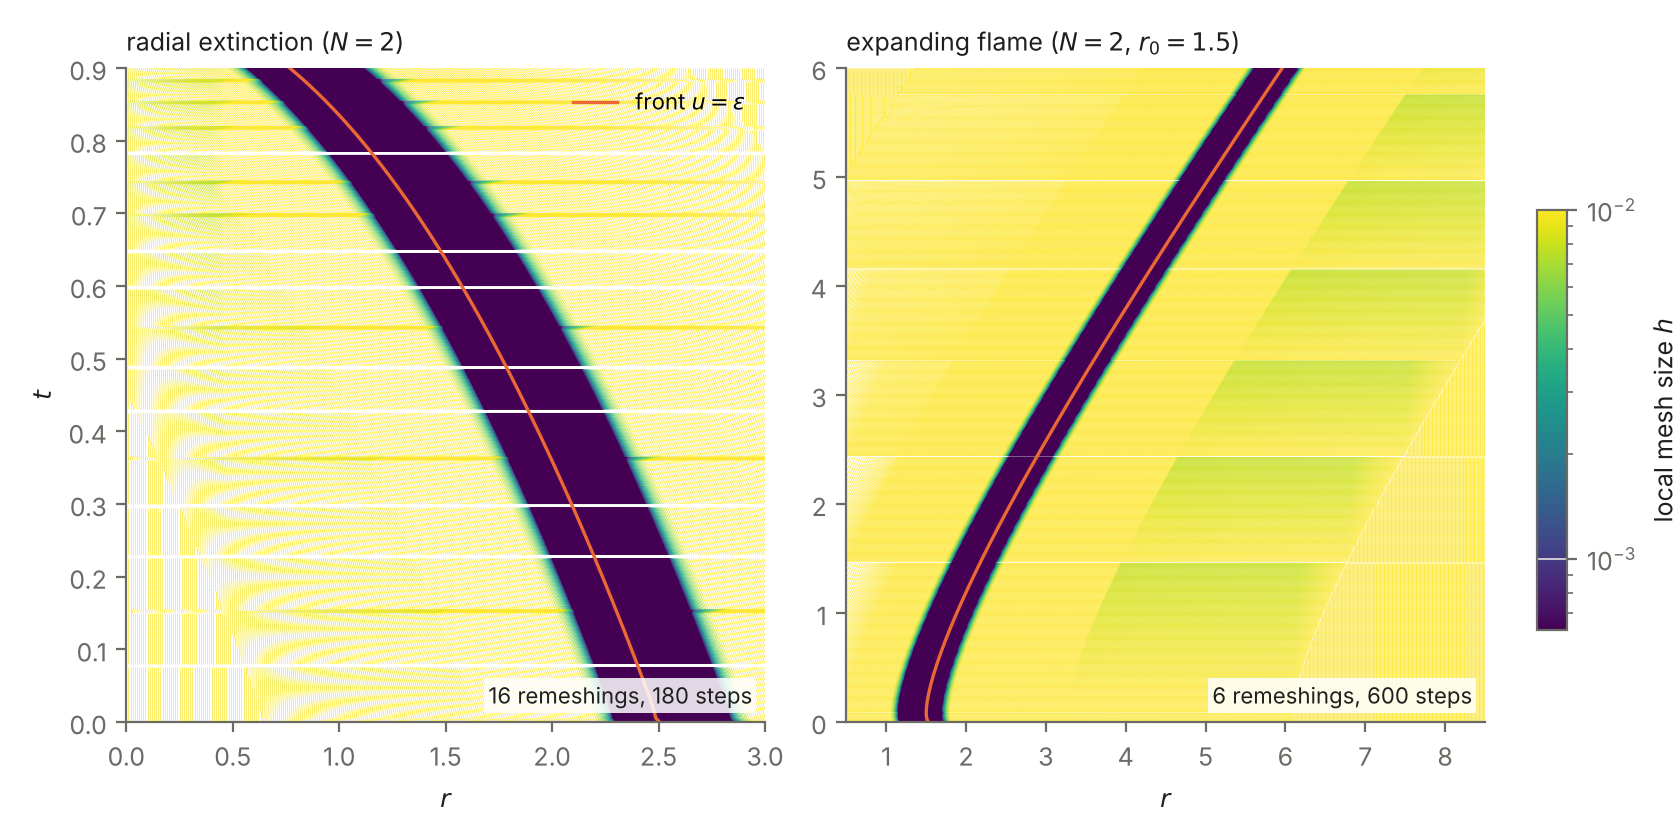 radial extinction (N = 2)
expanding flame (N = 2, r₀ = 1.5)
front u = ε
0.9
0.8
0.7
0.6
0.5
0.4
0.3
0.2
0.1
0.0
t
16 remeshings, 180 steps
0.0 0.5 1.0 1.5 2.0 2.5 3.0
r
6
5
4
3
2
1
0
6 remeshings, 600 steps
1 2 3 4 5 6 7 8
r
10⁻²
10⁻³
local mesh size h